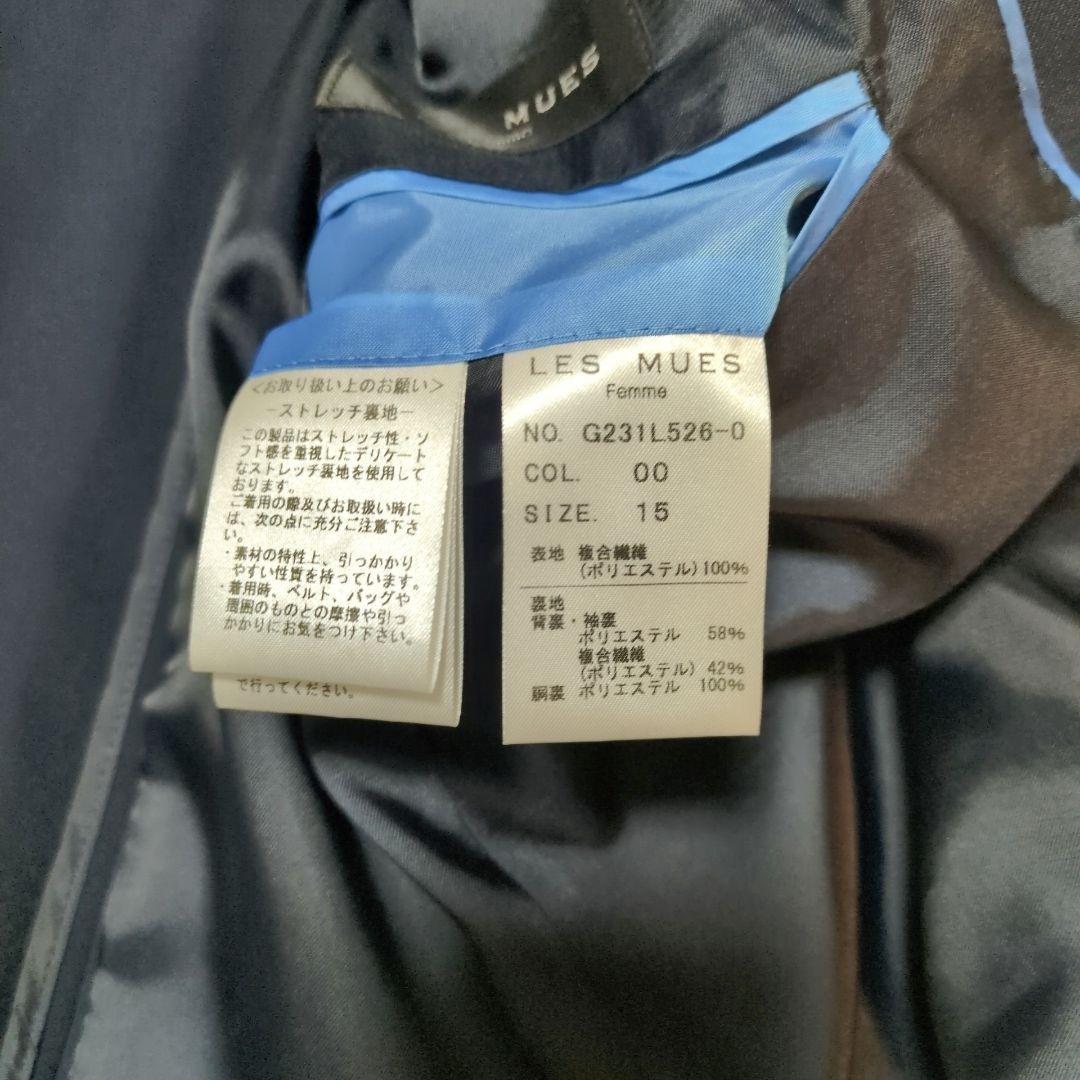 MUES
<お取り扱い上のお願い>
―ストレッチ裏地―
この製品はストレッチ性・ソ
フト感を重視したデリケート
なストレッチ裏地を使用して
おります。
ご着用の際及びお取扱い時に
は、次の点に充分ご注意下さ
い。
・素材の特性上、引っかかり
やすい性質を持っています。
・着用時、ベルト、バッグや
周囲のものとの摩擦や引っ
かかりにお気をつけ下さい。
で行ってください。
LES MUES
Femme
NO. G231L526-0
COL. 00
SIZE. 15
表地 複合繊維
(ポリエステル)100%
裏地
背裏・袖裏
ポリエステル 58%
複合繊維
(ポリエステル) 42%
胴裏 ポリエステル 100%